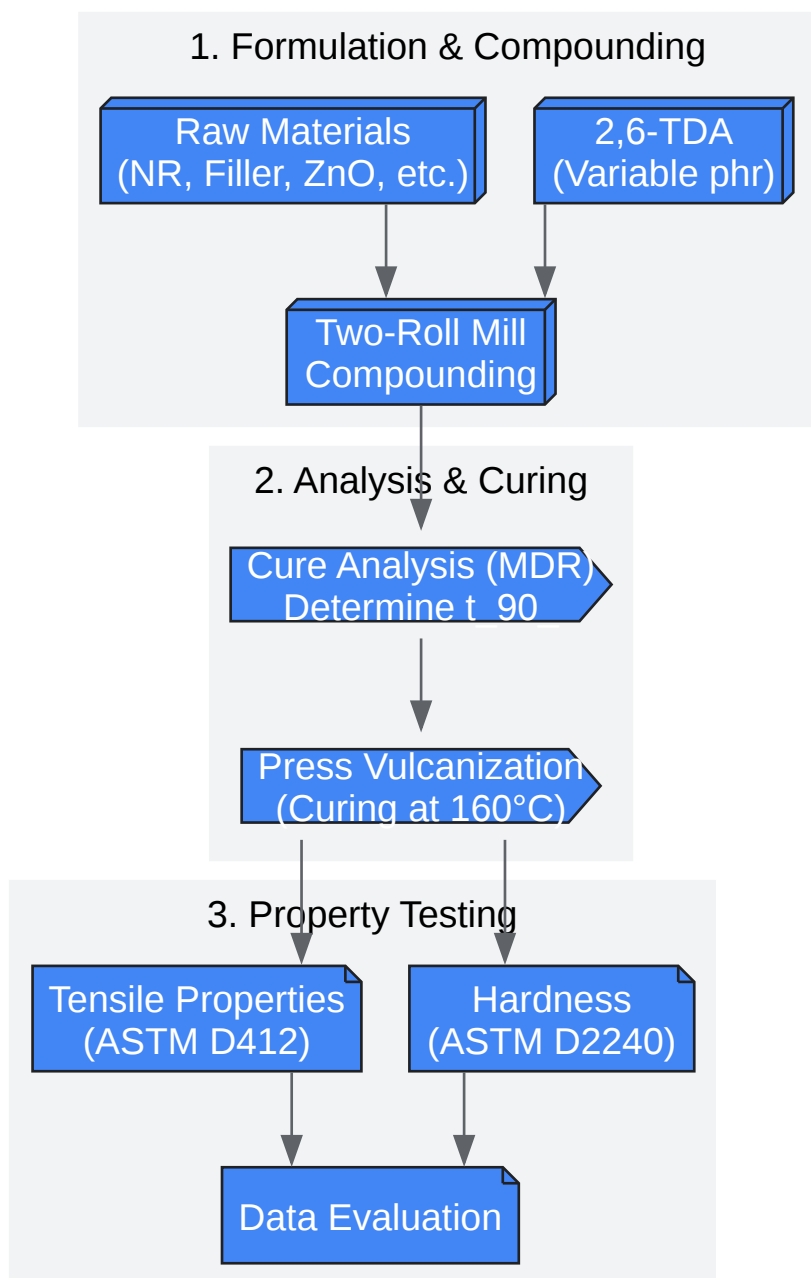 1. Formulation & Compounding
Raw Materials
(NR, Filler, ZnO, etc.)
2,6-TDA
(Variable phr)
Two-Roll Mill
Compounding
2. Analysis & Curing
Cure Analysis (MDR)
Determine t_90_
Press Vulcanization
(Curing at 160°C)
3. Property Testing
Tensile Properties
(ASTM D412)
Hardness
(ASTM D2240)
Data Evaluation